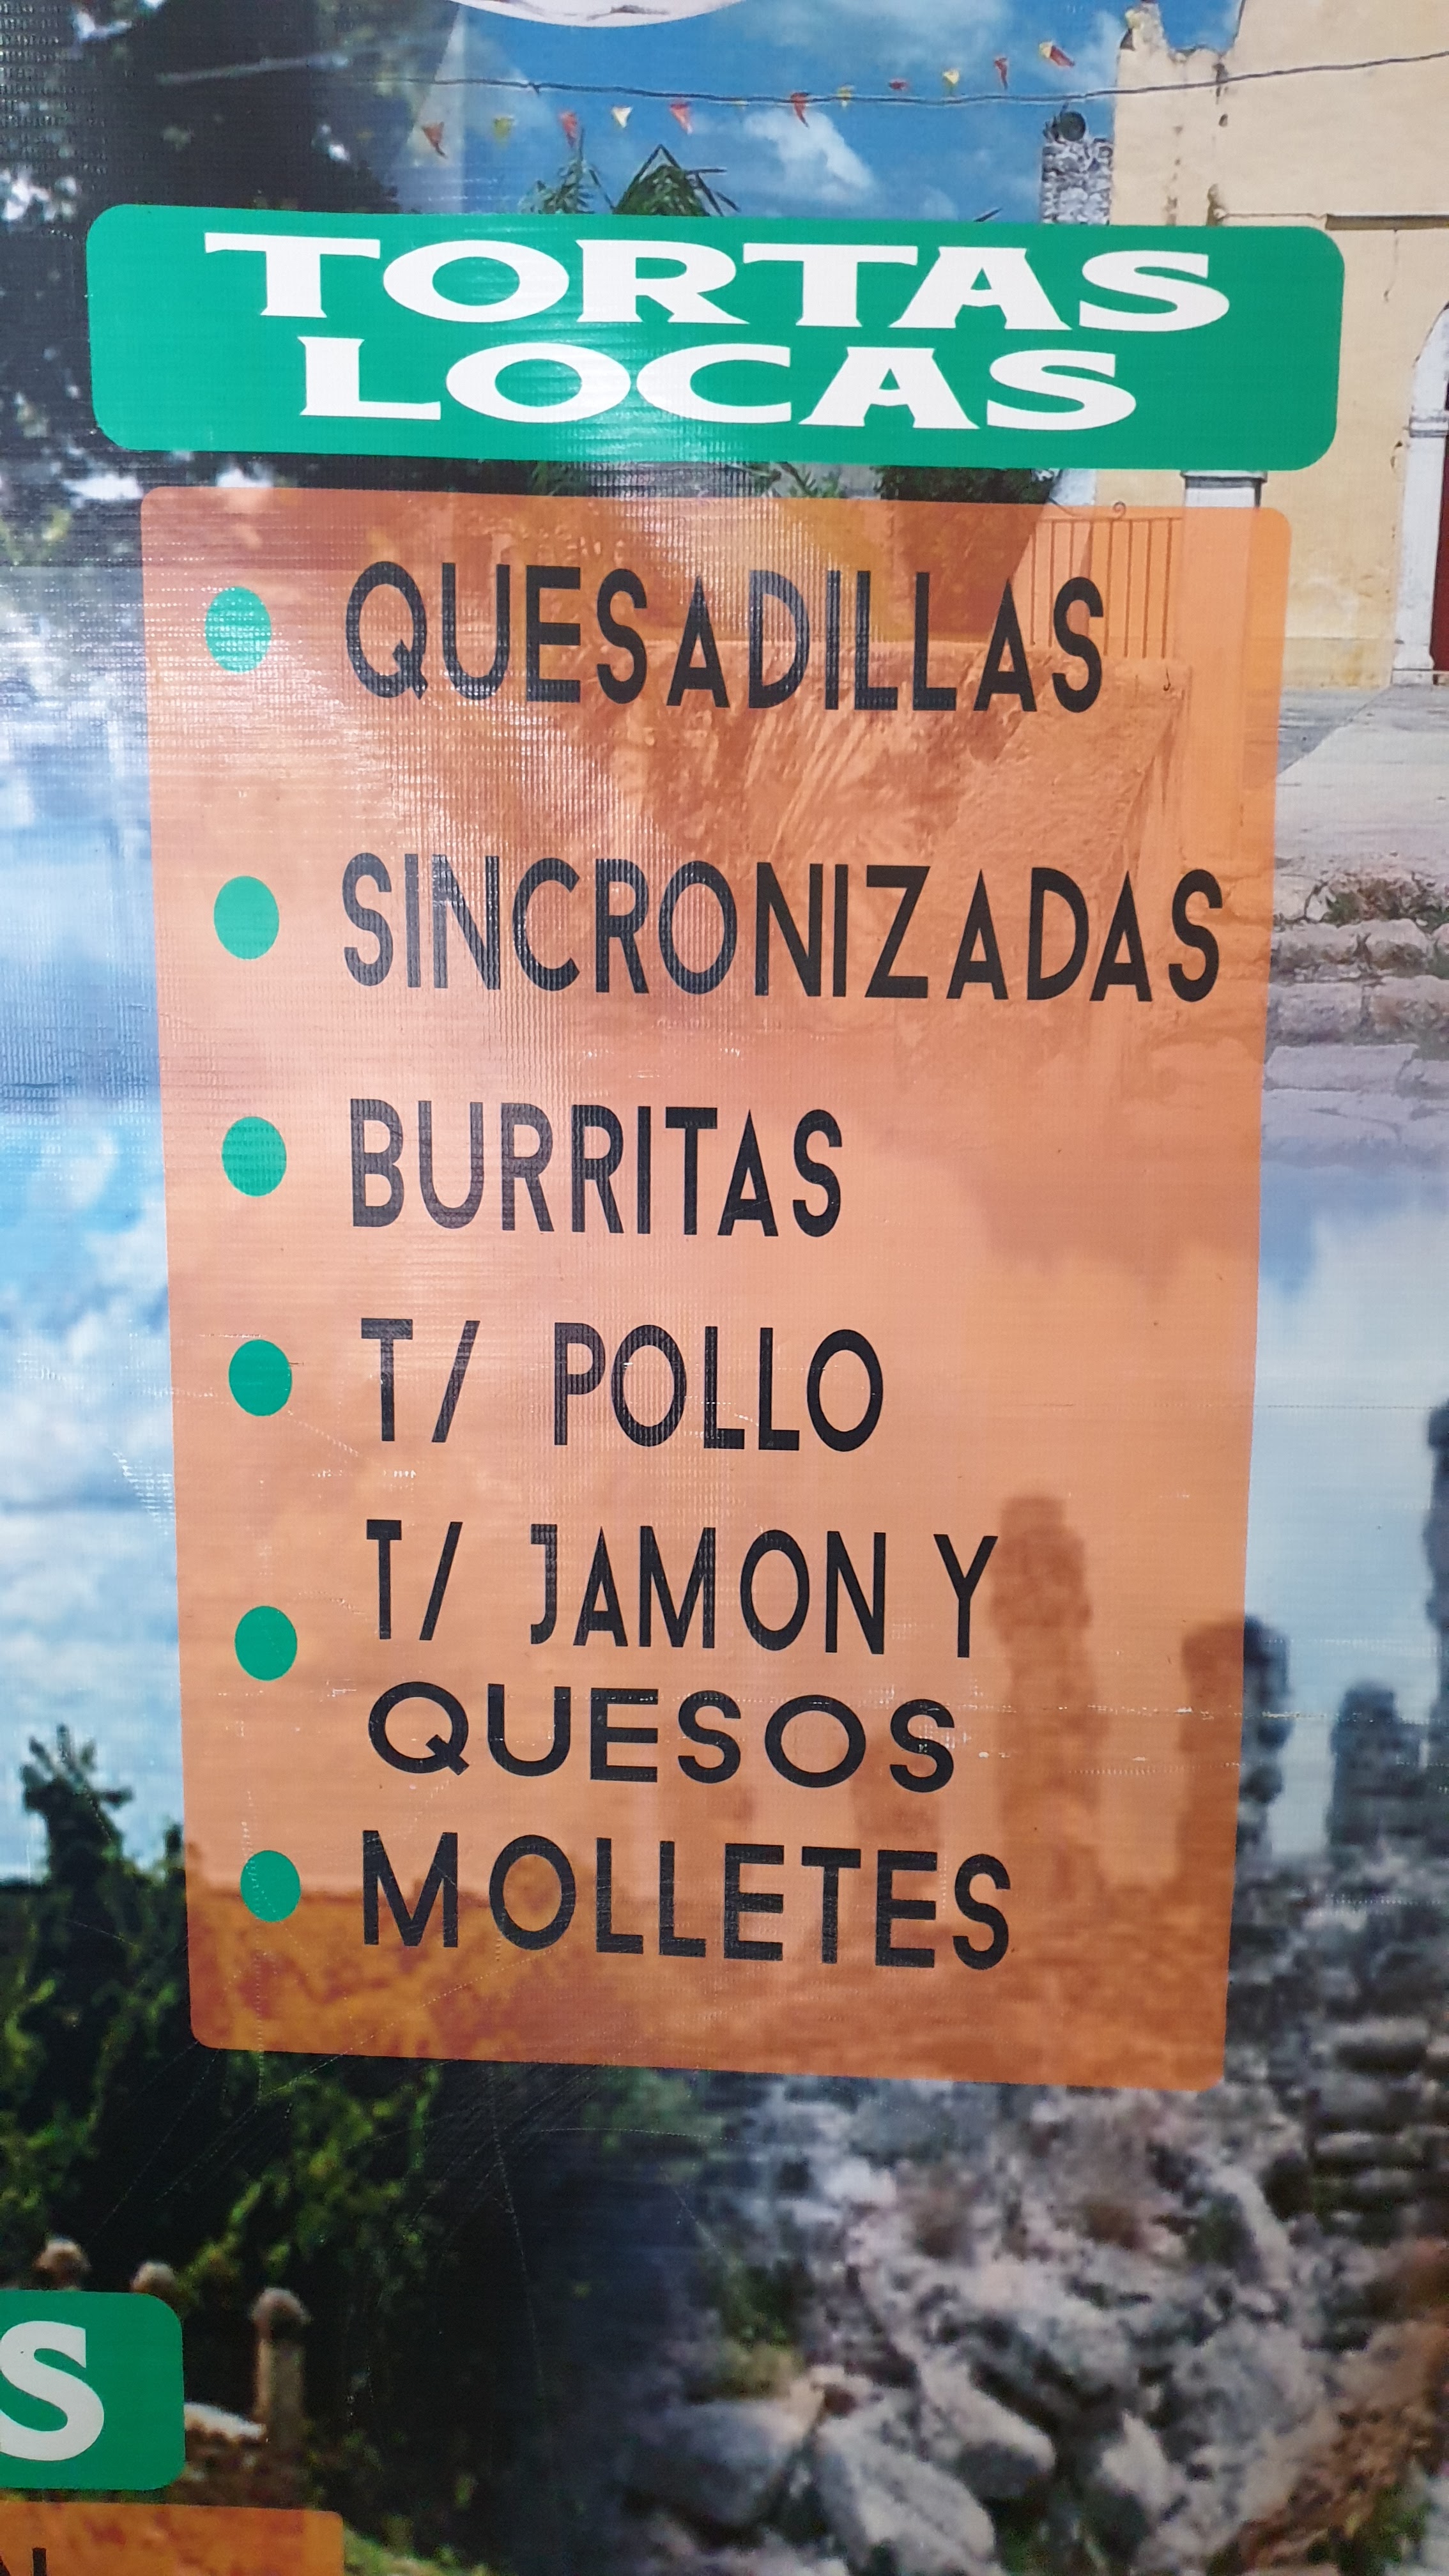 TORTAS
LOCAS
QUESADILLAS
SINCRONIZADAS
BURRITAS
T/ POLLO
T/ JAMON Y
QUESOS
MOLLETES
S